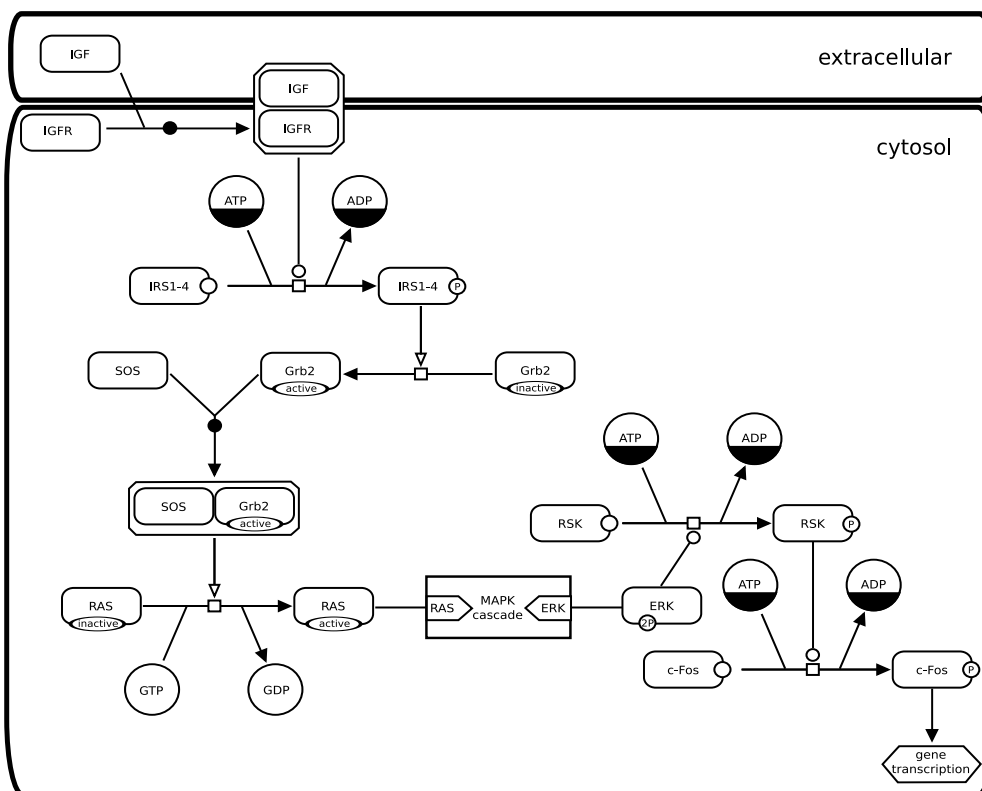 IGF
extracellular
IGF
IGFR
IGFR
cytosol
ATP
ADP
IRS1-4
IRS1-4
P
SOS
Grb2
active
Grb2
inactive
ATP
ADP
SOS
Grb2
active
RSK
RSK
P
RAS
inactive
RAS
active
RAS
MAPK
cascade
ERK
ERK
2P
ATP
ADP
c-Fos
c-Fos
P
GTP
GDP
gene
transcription